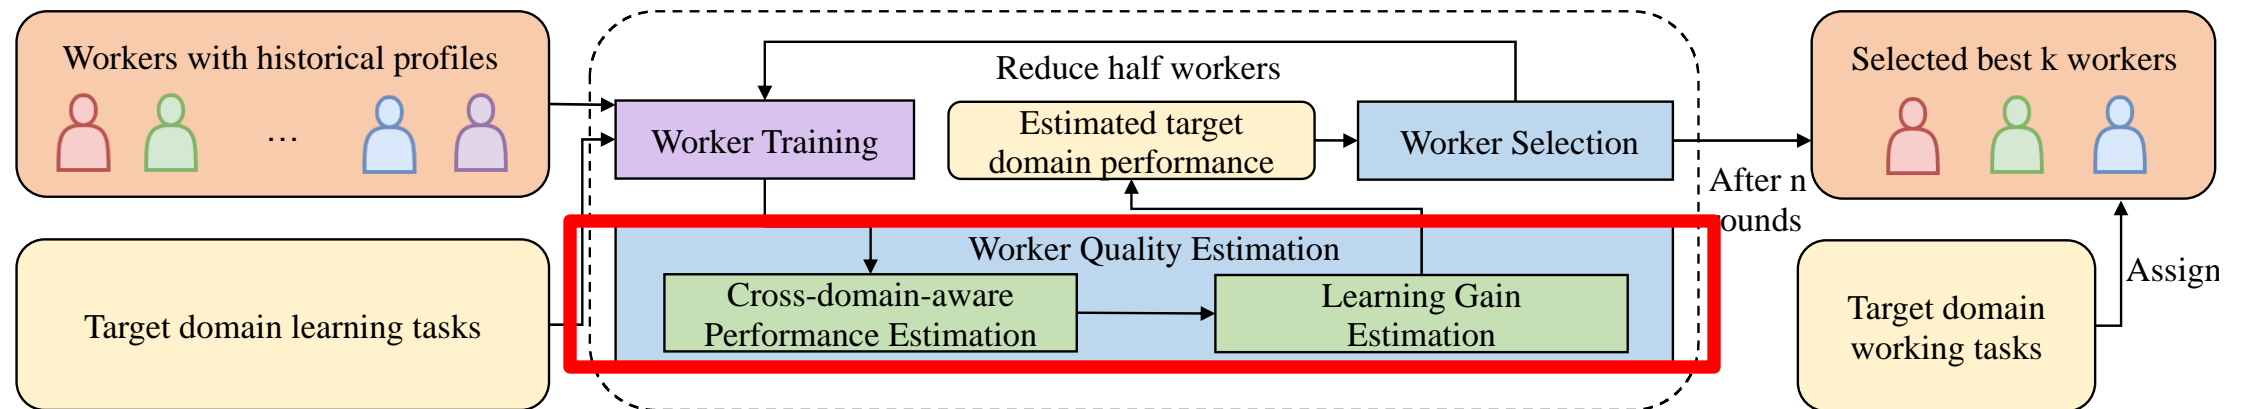 Workers with historical profiles
...
Target domain learning tasks
Reduce half workers
Worker Training
Estimated target
domain performance
Worker Selection
Worker Quality Estimation
Cross-domain-aware
Performance Estimation
Learning Gain
Estimation
After n
ounds
Selected best k workers
Assign
Target domain
working tasks